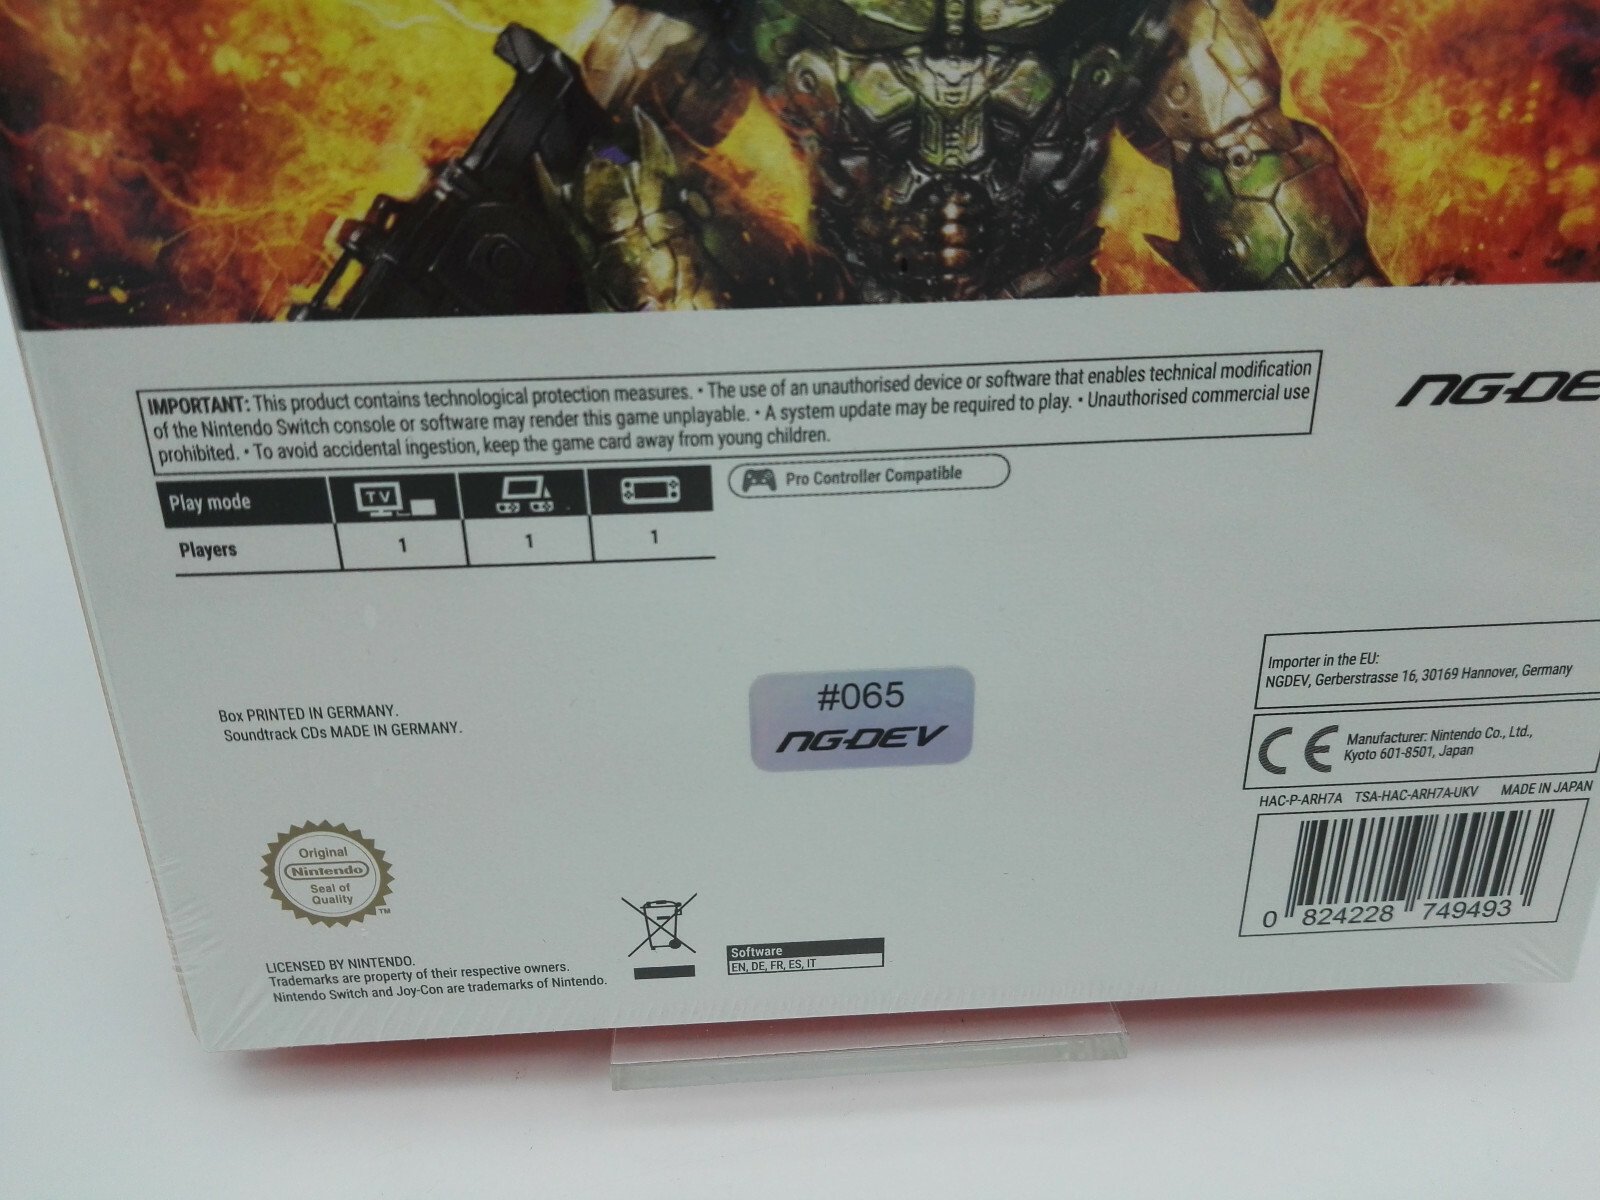 IMPORTANT: This product contains technological protection measures. • The use of an unauthorised device or software that enables technical modification
of the Nintendo Switch console or software may render this game unplayable. • A system update may be required to play. • Unauthorised commercial use
prohibited. • To avoid accidental ingestion, keep the game card away from young children.
NG:DE
Play mode TV
Pro Controller Compatible
Players 1 1 1
Importer in the EU:
NGDEV, Gerberstrasse 16, 30169 Hannover, Germany
#065
NG:DEV
Box PRINTED IN GERMANY.
Soundtrack CDs MADE IN GERMANY.
CE
Manufacturer: Nintendo Co., Ltd.,
Kyoto 601-8501, Japan
HAC-P-ARH7A TSA-HAC-ARH7A-UKV MADE IN JAPAN
0 824228 749493
Original
Nintendo
Seal of
Quality
TM
LICENSED BY NINTENDO.
Trademarks are property of their respective owners.
Nintendo Switch and Joy-Con are trademarks of Nintendo.
Software
EN, DE, FR, ES, IT